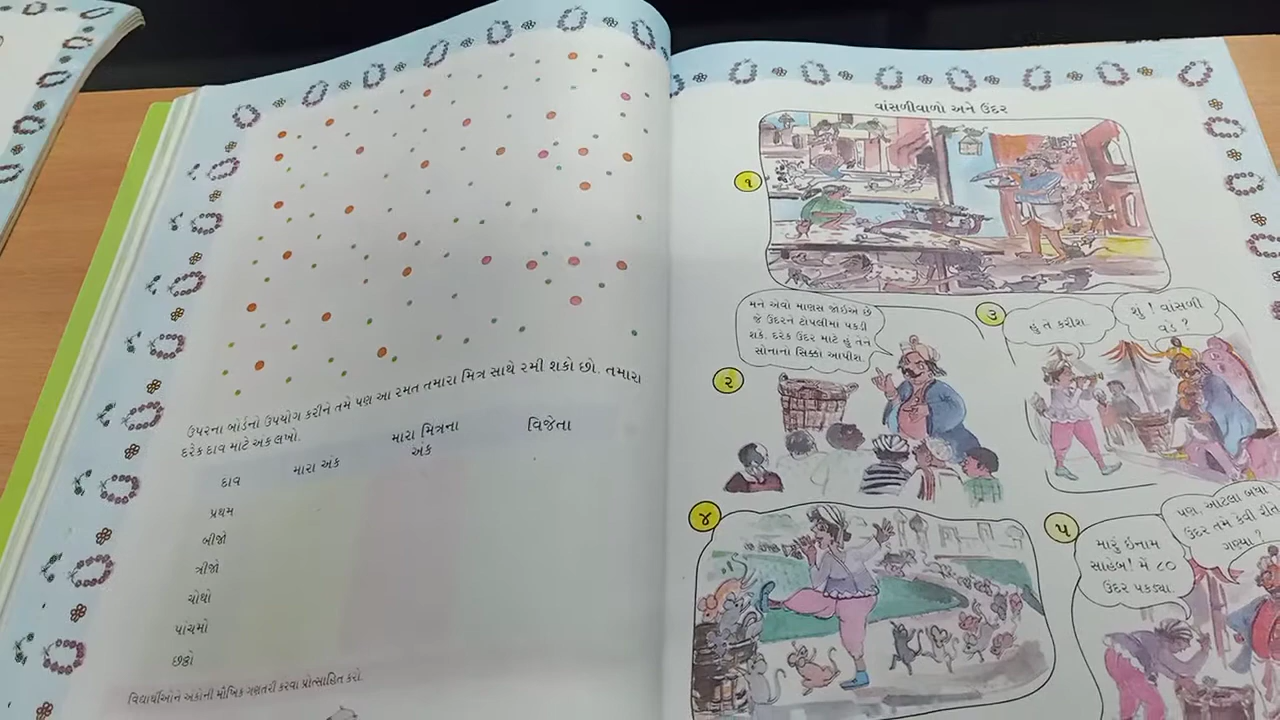 ઉપરના બોર્ડનો ઉપયોગ કરીને તમે પણ આ રમત તમારા મિત્ર સાથે રમી શકો છો. તમારા
દરેક દાવ માટે અંક લખો.
દાવ મારા અંક મારા મિત્રના અંક વિજેતા
પ્રથમ
બીજો
ત્રીજો
ચોથો
પાંચમો
છઠ્ઠો
વિદ્યાર્થીઓને અંકોની મૌખિક ગણતરી કરવા પ્રોત્સાહિત કરો.
વાંસળીવાળો અને ઉંદર
૧
મને એવો માણસ જોઈએ છે
જે ઉંદરને ટોપલીમાં પકડી
શકે. દરેક ઉંદર માટે હું તેને
સોનાનો સિક્કો આપીશ.
૨
૩
હું તે કરીશ.
શું ! વાંસળી
વડે ?
૪
૫
મારું ઇનામ
સાહેબ! મેં ૮૦
ઉંદર પકડ્યા.
પણ, આટલા બધા
ઉંદર તમે કેવી રીતે
ગણ્યા ?